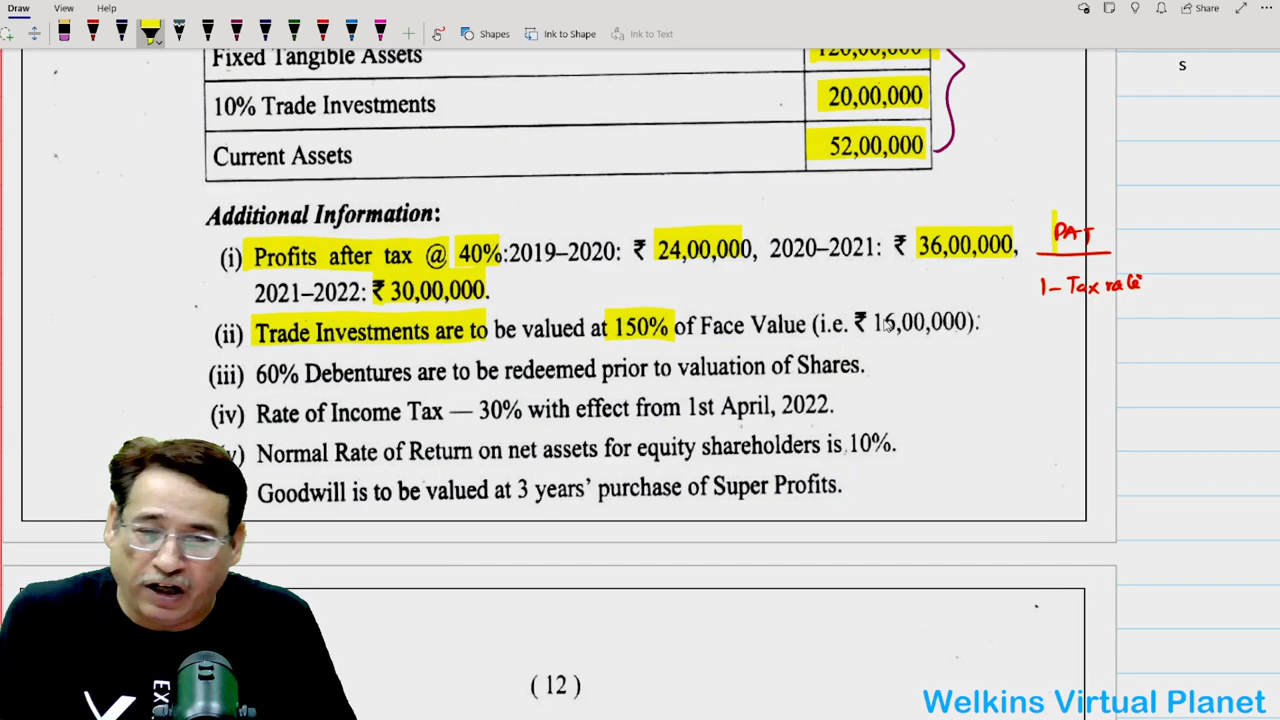 Draw View Help
Share
Shapes Ink to Shape Ink to Text
S
Fixed Tangible Assets 120,00,000
10% Trade Investments 20,00,000
Current Assets 52,00,000
Additional Information:
(i) Profits after tax @ 40%:2019–2020: ₹ 24,00,000, 2020–2021: ₹ 36,00,000,
2021–2022: ₹ 30,00,000.
PAT
1 - Tax rate
(ii) Trade Investments are to be valued at 150% of Face Value (i.e. ₹ 16,00,000):
(iii) 60% Debentures are to be redeemed prior to valuation of Shares.
(iv) Rate of Income Tax — 30% with effect from 1st April, 2022.
v) Normal Rate of Return on net assets for equity shareholders is 10%.
Goodwill is to be valued at 3 years' purchase of Super Profits.
(12)
EXC
Welkins Virtual Planet